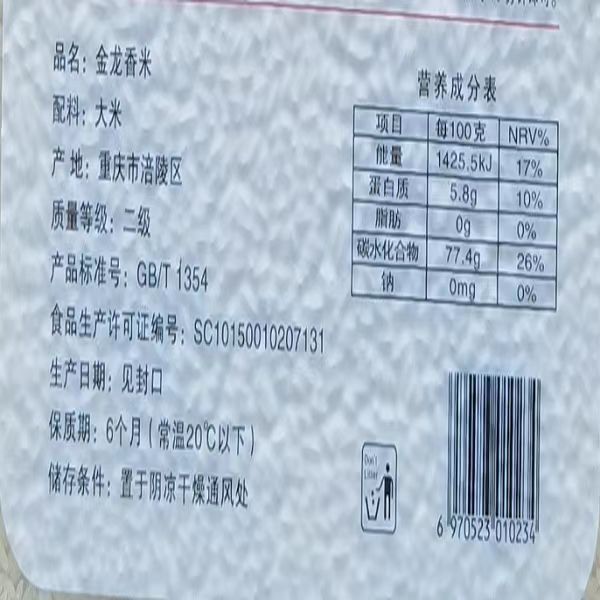 品名：金龙香米
配料：大米
产 地：重庆市涪陵区
质量等级：二级
产品标准号：GB/T 1354
食品生产许可证编号：SC10150010207131
生产日期：见封口
保质期：6个月（常温20℃以下）
储存条件：置于阴凉干燥通风处
营养成分表
项目 每100克 NRV%
能量 1425.5kJ 17%
蛋白质 5.8g 10%
脂肪 0g 0%
碳水化合物 77.4g 26%
钠 0mg 0%
Don't
Litter
6 970523 010234